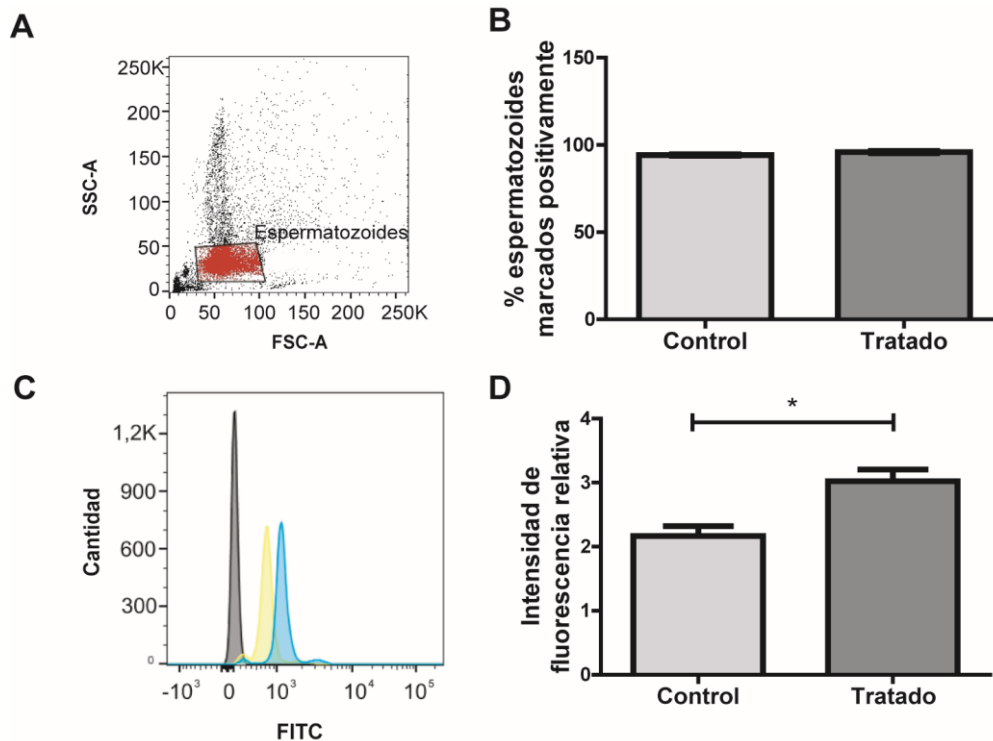 A
SSC-A
250K
200
150
100
50
0
Espermatozoides
0 50 100 150 200 250K
FSC-A
B
% espermatozoides
marcados positivamente
150
100
50
0
Control Tratado
C
Cantidad
1,2K
900
600
300
0
-10³ 0 10³ 10⁴ 10⁵
FITC
D
Intensidad de
fluorescencia relativa
4
3
2
1
0
*
Control Tratado